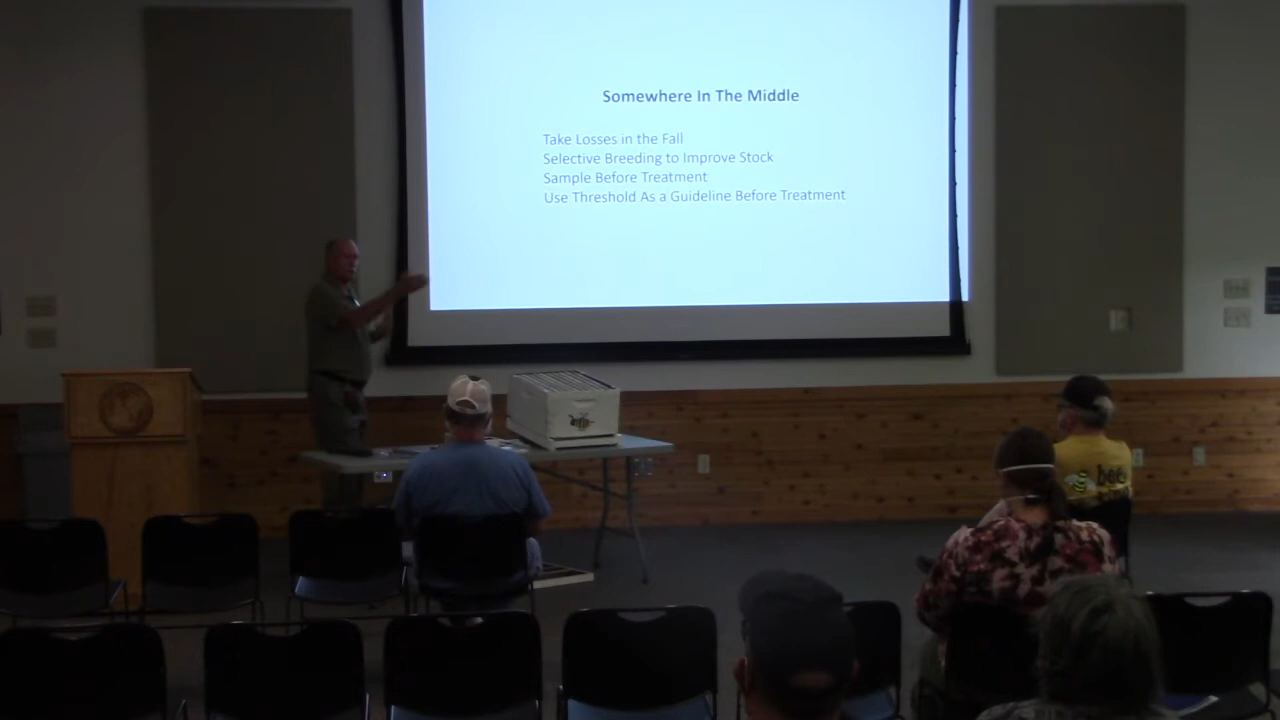 Somewhere In The Middle
Take Losses in the Fall
Selective Breeding to Improve Stock
Sample Before Treatment
Use Threshold As a Guideline Before Treatment
bee